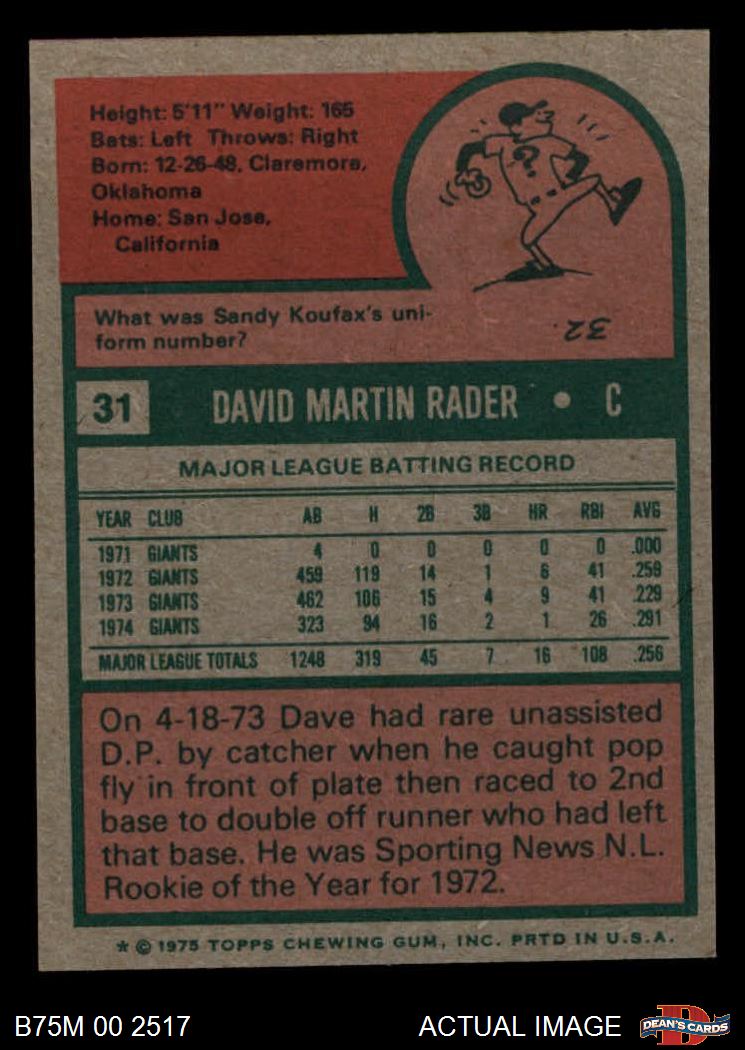 Height: 5'11" Weight: 165
Bats: Left Throws: Right
Born: 12-26-48, Claremora,
Oklahoma
Home: San Jose,
California
What was Sandy Koufax's uni-
form number?
32.
31 DAVID MARTIN RADER • C
MAJOR LEAGUE BATTING RECORD
YEAR CLUB AB H 2B 3B HR RBI AVG
1971 GIANTS 4 0 0 0 0 0 .000
1972 GIANTS 459 119 14 1 6 41 .259
1973 GIANTS 462 106 15 4 9 41 .229
1974 GIANTS 323 94 16 2 1 26 .291
MAJOR LEAGUE TOTALS 1248 319 45 7 16 108 .256
On 4-18-73 Dave had rare unassisted
D.P. by catcher when he caught pop
fly in front of plate then raced to 2nd
base to double off runner who had left
that base. He was Sporting News N.L.
Rookie of the Year for 1972.
* © 1975 TOPPS CHEWING GUM, INC. PRTD IN U.S.A.
B75M 00 2517 ACTUAL IMAGE D DEAN'S CARDS